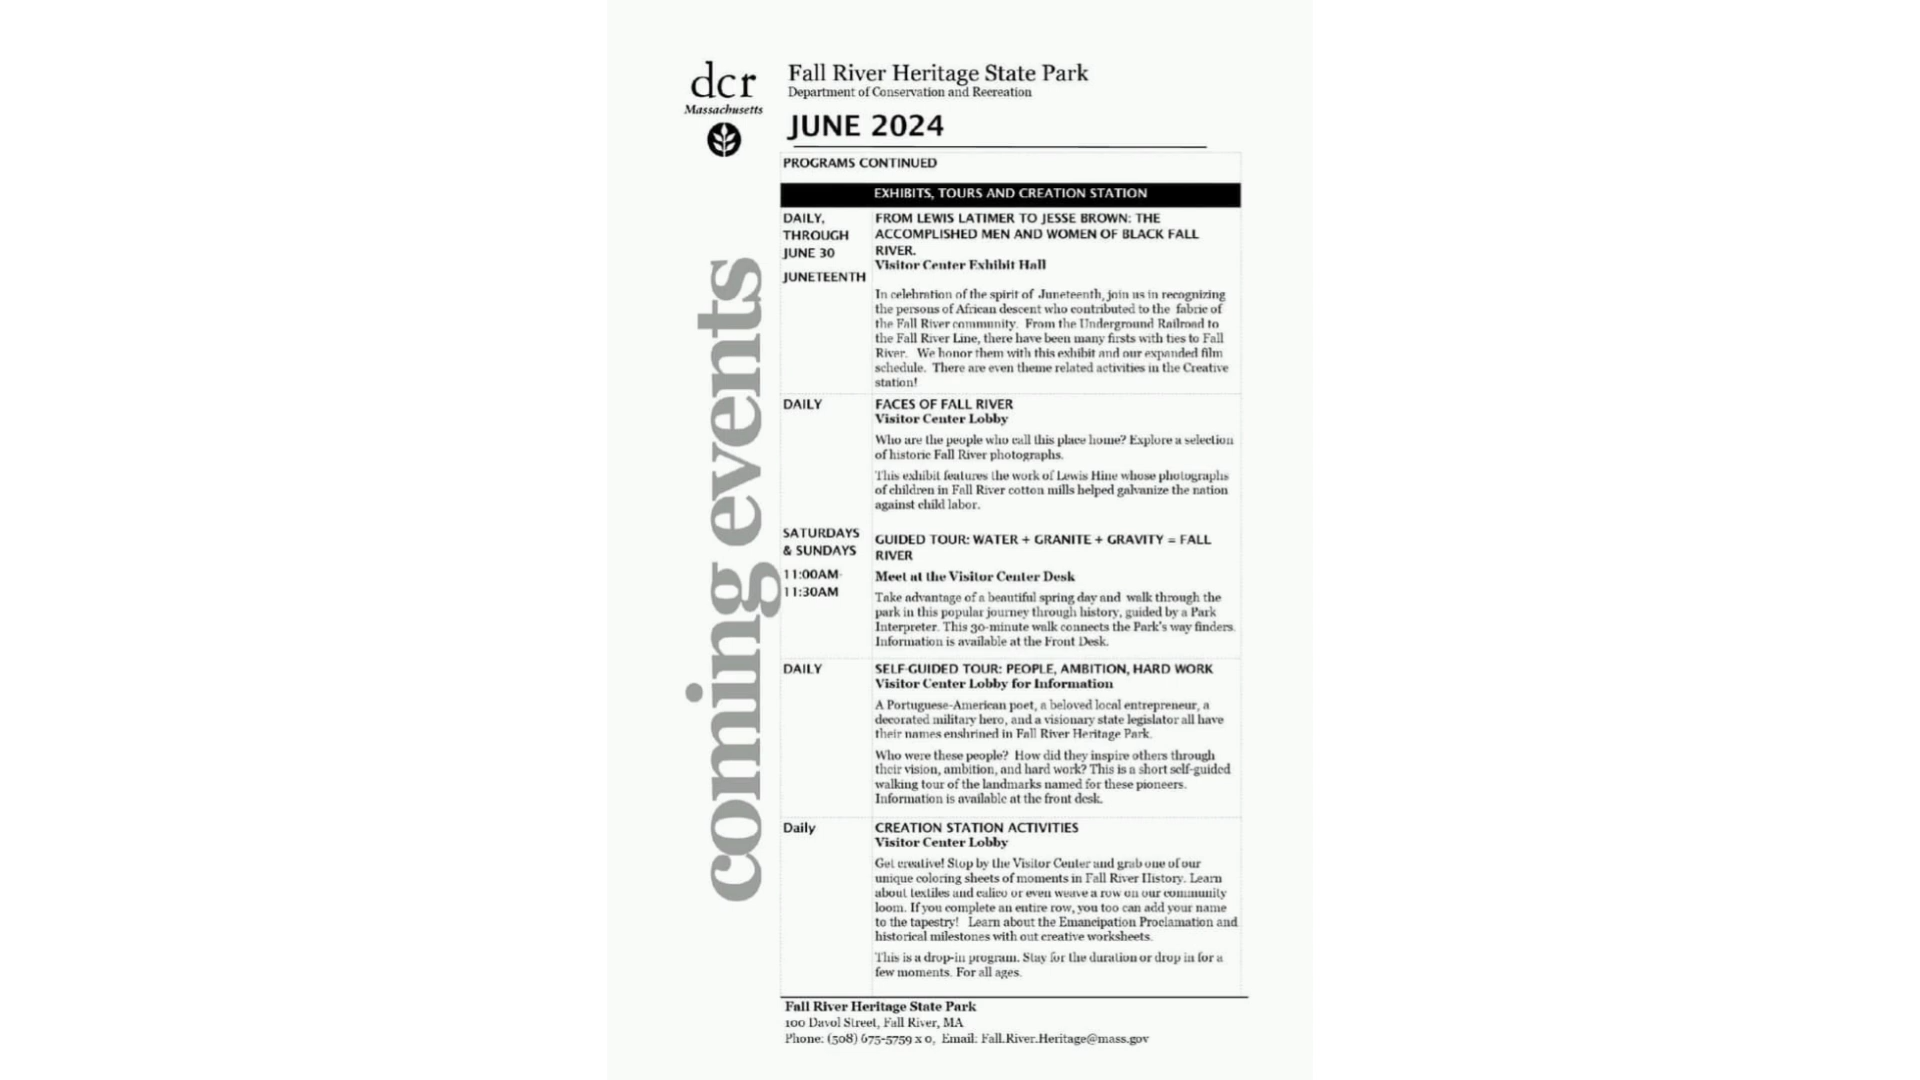 dcr
Massachusetts
Fall River Heritage State Park
Department of Conservation and Recreation
JUNE 2024
coming events
PROGRAMS CONTINUED
EXHIBITS, TOURS AND CREATION STATION
DAILY,
THROUGH
JUNE 30
JUNETEENTH
FROM LEWIS LATIMER TO JESSE BROWN: THE
ACCOMPLISHED MEN AND WOMEN OF BLACK FALL
RIVER.
Visitor Center Exhibit Hall
In celebration of the spirit of Juneteenth, join us in recognizing
the persons of African descent who contributed to the fabric of
the Fall River community. From the Underground Railroad to
the Fall River Line, there have been many firsts with ties to Fall
River. We honor them with this exhibit and our expanded film
schedule. There are even theme related activities in the Creative
station!
DAILY
FACES OF FALL RIVER
Visitor Center Lobby
Who are the people who call this place home? Explore a selection
of historic Fall River photographs.
This exhibit features the work of Lewis Hine whose photographs
of children in Fall River cotton mills helped galvanize the nation
against child labor.
SATURDAYS
& SUNDAYS
11:00AM-
11:30AM
GUIDED TOUR: WATER + GRANITE + GRAVITY = FALL
RIVER
Meet at the Visitor Center Desk
Take advantage of a beautiful spring day and walk through the
park in this popular journey through history, guided by a Park
Interpreter. This 30-minute walk connects the Park's way finders.
Information is available at the Front Desk.
DAILY
SELF-GUIDED TOUR: PEOPLE, AMBITION, HARD WORK
Visitor Center Lobby for Information
A Portuguese-American poet, a beloved local entrepreneur, a
decorated military hero, and a visionary state legislator all have
their names enshrined in Fall River Heritage Park.
Who were these people? How did they inspire others through
their vision, ambition, and hard work? This is a short self-guided
walking tour of the landmarks named for these pioneers.
Information is available at the front desk.
Daily
CREATION STATION ACTIVITIES
Visitor Center Lobby
Get creative! Stop by the Visitor Center and grab one of our
unique coloring sheets of moments in Fall River History. Learn
about textiles and calico or even weave a row on our community
loom. If you complete an entire row, you too can add your name
to the tapestry! Learn about the Emancipation Proclamation and
historical milestones with out creative worksheets.
This is a drop-in program. Stay for the duration or drop in for a
few moments. For all ages.
Fall River Heritage State Park
100 Davol Street, Fall River, MA
Phone: (508) 675-5759 x 0, Email: Fall.River.Heritage@mass.gov